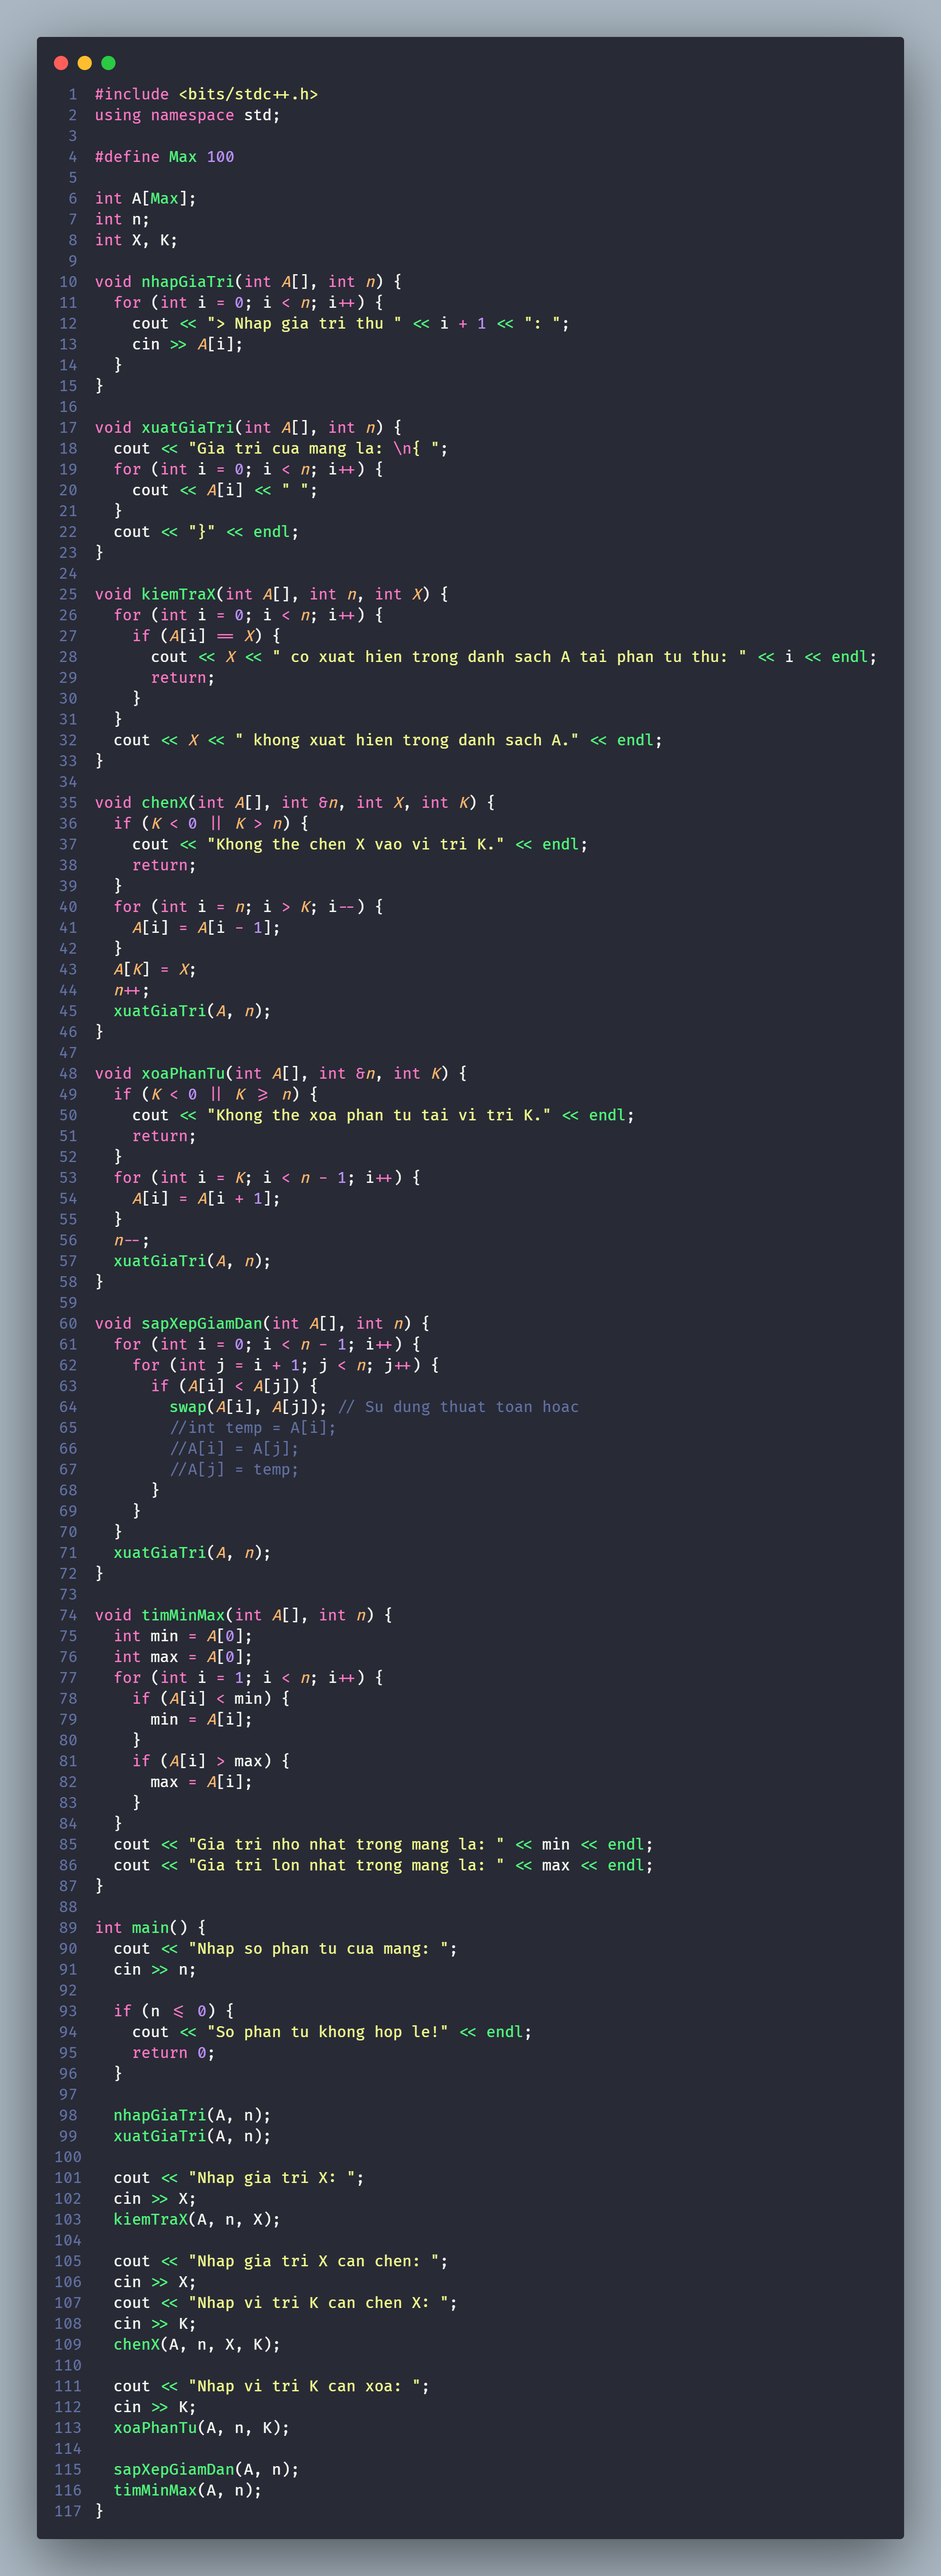 1 #include <bits/stdc++.h>
2 using namespace std;
3
4 #define Max 100
5
6 int A[Max];
7 int n;
8 int X, K;
9
10 void nhapGiaTri(int A[], int n) {
11   for (int i = 0; i < n; i++) {
12     cout << "> Nhap gia tri thu " << i + 1 << ": ";
13     cin >> A[i];
14   }
15 }
16
17 void xuatGiaTri(int A[], int n) {
18   cout << "Gia tri cua mang la: \n{ ";
19   for (int i = 0; i < n; i++) {
20     cout << A[i] << " ";
21   }
22   cout << "}" << endl;
23 }
24
25 void kiemTraX(int A[], int n, int X) {
26   for (int i = 0; i < n; i++) {
27     if (A[i] == X) {
28       cout << X << " co xuat hien trong danh sach A tai phan tu thu: " << i << endl;
29       return;
30     }
31   }
32   cout << X << " khong xuat hien trong danh sach A." << endl;
33 }
34
35 void chenX(int A[], int &n, int X, int K) {
36   if (K < 0 || K > n) {
37     cout << "Khong the chen X vao vi tri K." << endl;
38     return;
39   }
40   for (int i = n; i > K; i--) {
41     A[i] = A[i - 1];
42   }
43   A[K] = X;
44   n++;
45   xuatGiaTri(A, n);
46 }
47
48 void xoaPhanTu(int A[], int &n, int K) {
49   if (K < 0 || K >= n) {
50     cout << "Khong the xoa phan tu tai vi tri K." << endl;
51     return;
52   }
53   for (int i = K; i < n - 1; i++) {
54     A[i] = A[i + 1];
55   }
56   n--;
57   xuatGiaTri(A, n);
58 }
59
60 void sapXepGiamDan(int A[], int n) {
61   for (int i = 0; i < n - 1; i++) {
62     for (int j = i + 1; j < n; j++) {
63       if (A[i] < A[j]) {
64         swap(A[i], A[j]); // Su dung thuat toan hoac
65         //int temp = A[i];
66         //A[i] = A[j];
67         //A[j] = temp;
68       }
69     }
70   }
71   xuatGiaTri(A, n);
72 }
73
74 void timMinMax(int A[], int n) {
75   int min = A[0];
76   int max = A[0];
77   for (int i = 1; i < n; i++) {
78     if (A[i] < min) {
79       min = A[i];
80     }
81     if (A[i] > max) {
82       max = A[i];
83     }
84   }
85   cout << "Gia tri nho nhat trong mang la: " << min << endl;
86   cout << "Gia tri lon nhat trong mang la: " << max << endl;
87 }
88
89 int main() {
90   cout << "Nhap so phan tu cua mang: ";
91   cin >> n;
92
93   if (n <= 0) {
94     cout << "So phan tu khong hop le!" << endl;
95     return 0;
96   }
97
98   nhapGiaTri(A, n);
99   xuatGiaTri(A, n);
100
101   cout << "Nhap gia tri X: ";
102   cin >> X;
103   kiemTraX(A, n, X);
104
105   cout << "Nhap gia tri X can chen: ";
106   cin >> X;
107   cout << "Nhap vi tri K can chen X: ";
108   cin >> K;
109   chenX(A, n, X, K);
110
111   cout << "Nhap vi tri K can xoa: ";
112   cin >> K;
113   xoaPhanTu(A, n, K);
114
115   sapXepGiamDan(A, n);
116   timMinMax(A, n);
117 }